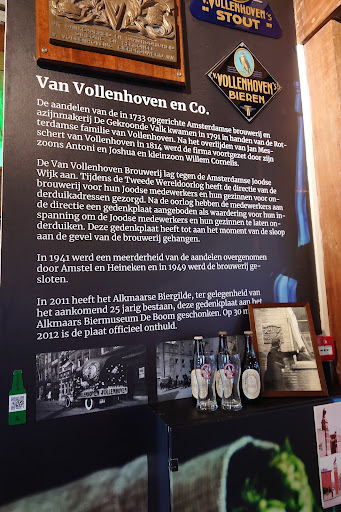 VAN VOLLENHOVEN'S
STOUT
VAN
VOLLENHOVEN'S
BIEREN
Van Vollenhoven en Co.
De aandelen van de in 1733 opgerichte Amsterdamse brouwerij en
azijnmakerij De Gekroonde Valk kwamen in 1791 in handen van de Rot-
terdamse familie van Vollenhoven. Na het overlijden van Jan Mes-
schert van Vollenhoven in 1814 werd de firma voortgezet door zijn
zoons Antoni en Joshua en kleinzoon Willem Cornelis.
De Van Vollenhoven Brouwerij lag tegen de Amsterdamse Joodse
Wijk aan. Tijdens de Tweede Wereldoorlog heeft de directie van de
brouwerij voor hun Joodse medewerkers en hun gezinnen voor on-
derduikadressen gezorgd. Na de oorlog hebben de medewerkers aan
de directie een gedenkplaat aangeboden als waardering voor hun in-
spanning om de Joodse medewerkers en hun gezinnen te laten on-
derduiken. Deze gedenkplaat heeft tot aan het moment van de sloop
aan de gevel van de brouwerij gehangen.
In 1941 werd een meerderheid van de aandelen overgenomen
door Amstel en Heineken en in 1949 werd de brouwerij ge-
sloten.
In 2011 heeft het Alkmaarse Biergilde, ter gelegenheid van
het aankomend 25 jarig bestaan, deze gedenkplaat aan het
Alkmaars Biermuseum De Boom geschonken. Op 30 m
2012 is de plaat officieel onthuld.